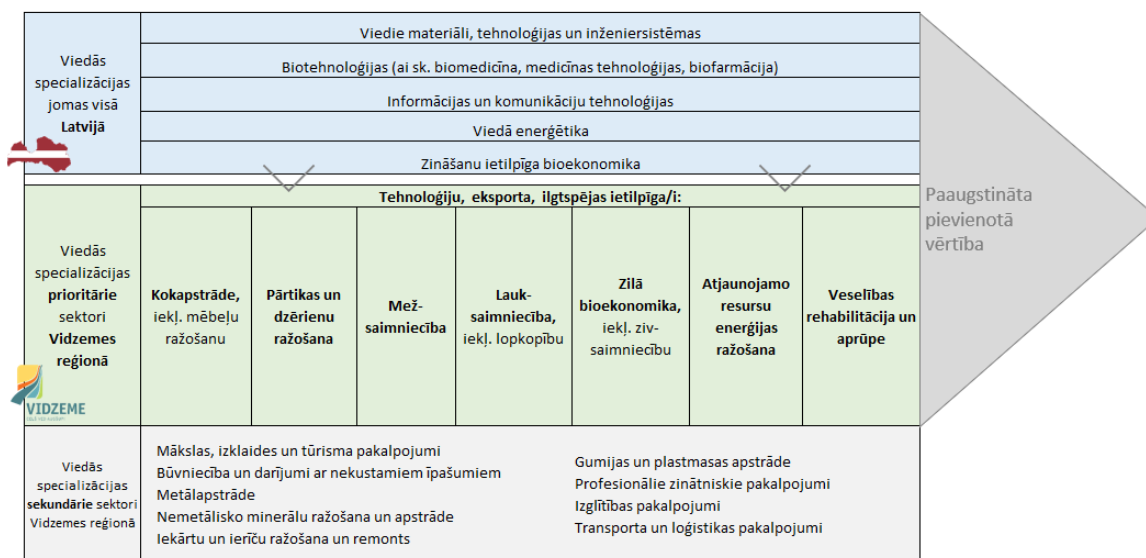 Viedās
specializācijas
jomas visā
Latvijā
Viedie materiāli, tehnoloģijas un inženiersistēmas
Biotehnoloģijas (ai sk. biomedicīna, medicīnas tehnoloģijas, biofarmācija)
Informācijas un komunikāciju tehnoloģijas
Viedā enerģētika
Zināšanu ietilpīga bioekonomika
Tehnoloģiju, eksporta, ilgtspējas ietilpīga/i:
Viedās
specializācijas
prioritārie
sektori
Vidzemes
reģionā
VIDZEME
Kokapstrāde,
iekļ. mēbeļu
ražošanu
Pārtikas un
dzērienu
ražošana
Mež-
saimniecība
Lauk-
saimniecība,
iekļ. lopkopību
Zilā
bioekonomika,
iekļ. ziv-
saimniecību
Atjaunojamo
resursu
enerģijas
ražošana
Veselības
rehabilitācija un
aprūpe
Paaugstināta
pievienotā
vērtība
Viedās
specializācijas
sekundārie sektori
Vidzemes reģionā
Mākslas, izklaides un tūrisma pakalpojumi
Būvniecība un darījumi ar nekustamiem īpašumiem
Metālapstrāde
Nemetālisko minerālu ražošana un apstrāde
Iekārtu un ierīču ražošana un remonts
Gumijas un plastmasas apstrāde
Profesionālie zinātniskie pakalpojumi
Izglītības pakalpojumi
Transporta un loģistikas pakalpojumi